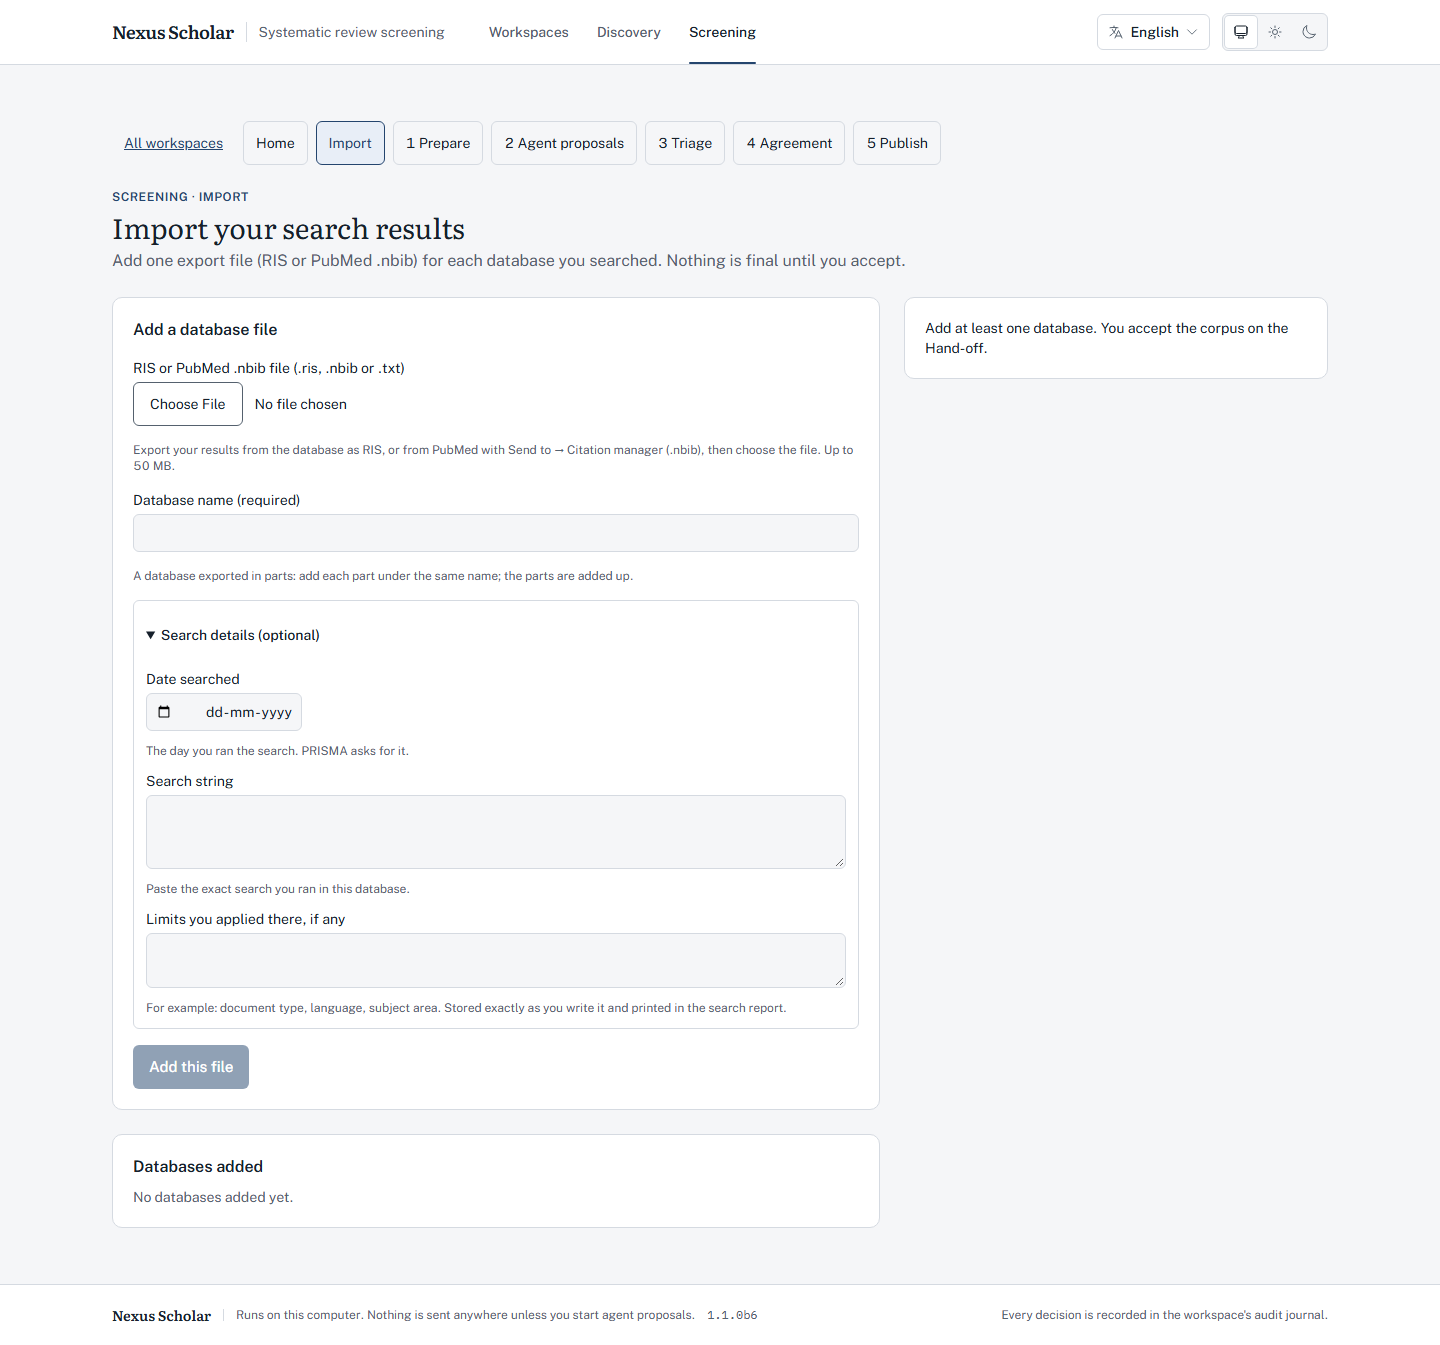 Nexus Scholar
Systematic review screening
Workspaces
Discovery
Screening
English
All workspaces
Home
Import
1 Prepare
2 Agent proposals
3 Triage
4 Agreement
5 Publish
SCREENING · IMPORT
Import your search results
Add one export file (RIS or PubMed .nbib) for each database you searched. Nothing is final until you accept.
Add a database file
RIS or PubMed .nbib file (.ris, .nbib or .txt)
Choose File
No file chosen
Export your results from the database as RIS, or from PubMed with Send to → Citation manager (.nbib), then choose the file. Up to
50 MB.
Database name (required)
A database exported in parts: add each part under the same name; the parts are added up.
Search details (optional)
Date searched
dd-mm-yyyy
The day you ran the search. PRISMA asks for it.
Search string
Paste the exact search you ran in this database.
Limits you applied there, if any
For example: document type, language, subject area. Stored exactly as you write it and printed in the search report.
Add this file
Add at least one database. You accept the corpus on the
Hand-off.
Databases added
No databases added yet.
Nexus Scholar
Runs on this computer. Nothing is sent anywhere unless you start agent proposals.
1.1.0b6
Every decision is recorded in the workspace's audit journal.